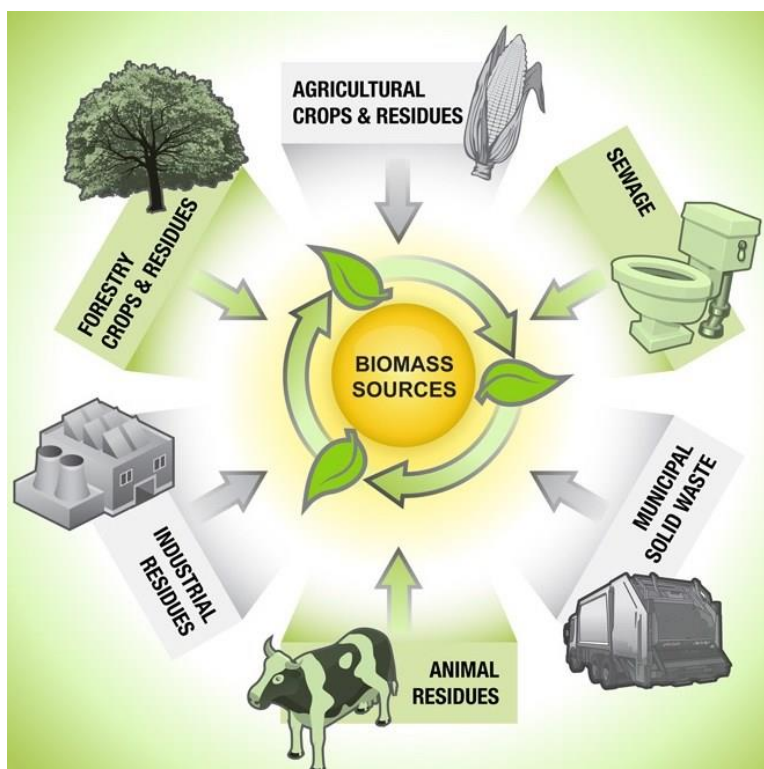 AGRICULTURAL
CROPS & RESIDUES
SEWAGE
FORESTRY
CROPS & RESIDUES
BIOMASS
SOURCES
MUNICIPAL
SOLID WASTE
INDUSTRIAL
RESIDUES
ANIMAL
RESIDUES